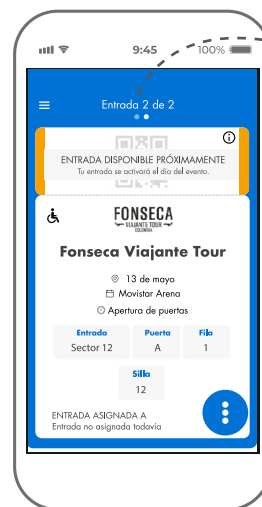 9:45
100%
Entrada 2 de 2
ENTRADA DISPONIBLE PRÓXIMAMENTE
Tu entrada se activará el día del evento.
FONSECA
VIAJANTE TOUR
COLOMBIA
Fonseca Viajante Tour
13 de mayo
Movistar Arena
Apertura de puertas
Entrada Puerta Fila
Sector 12 A 1
Silla
12
ENTRADA ASIGNADA A
Entrada no asignada todavía